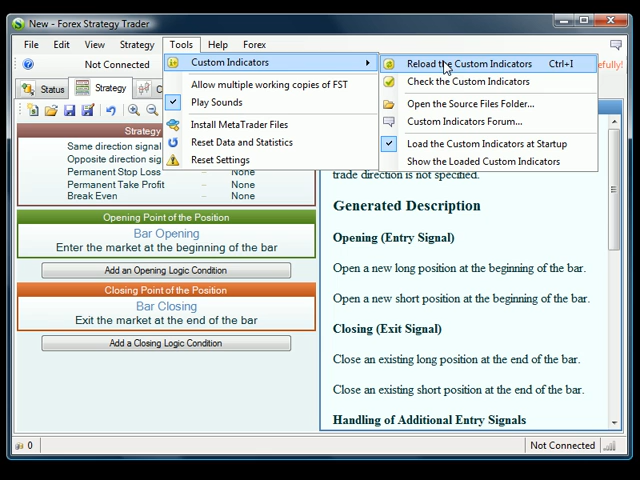 New - Forex Strategy Trader
File Edit View Strategy Tools Help Forex
Not Connected
Custom Indicators
Allow multiple working copies of FST
Play Sounds
Install MetaTrader Files
Reset Data and Statistics
Reset Settings
Reload the Custom Indicators Ctrl+I
Check the Custom Indicators
Open the Source Files Folder...
Custom Indicators Forum...
Load the Custom Indicators at Startup
Show the Loaded Custom Indicators
Status Strategy
Strategy
Same direction signal
Opposite direction
Permanent Stop Loss None
Permanent Take Profit None
Break Even None
Opening Point of the Position
Bar Opening
Enter the market at the beginning of the bar
Add an Opening Logic Condition
Closing Point of the Position
Bar Closing
Exit the market at the end of the bar
Add a Closing Logic Condition
trade direction is not specified.
Generated Description
Opening (Entry Signal)
Open a new long position at the beginning of the bar.
Open a new short position at the beginning of the bar.
Closing (Exit Signal)
Close an existing long position at the end of the bar.
Close an existing short position at the end of the bar.
Handling of Additional Entry Signals
0 Not Connected